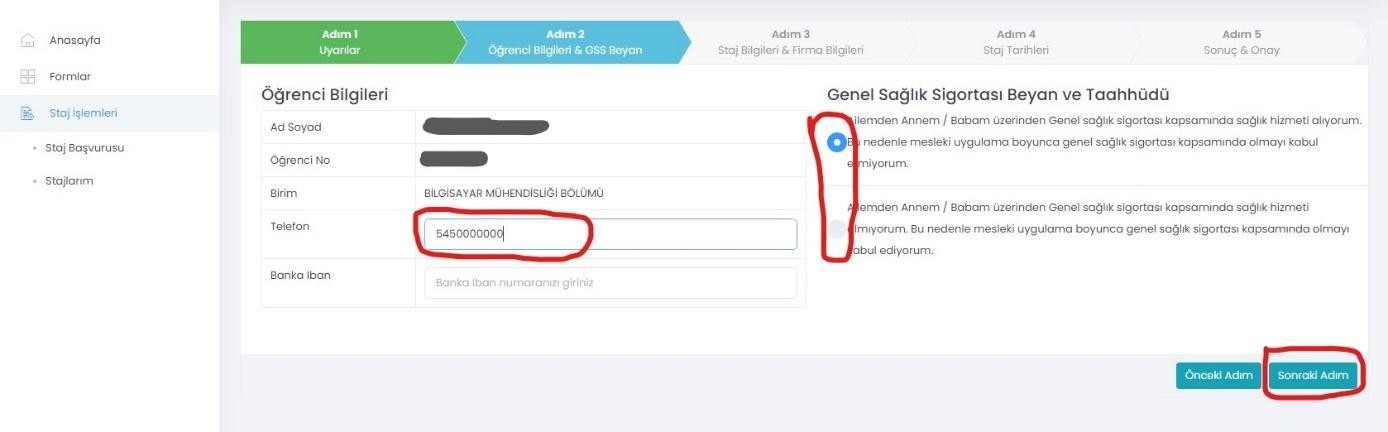 Anasayfa
Formlar
Staj İşlemleri
Staj Başvurusu
Stajlarım
Adım 1
Uyarılar
Adım 2
Öğrenci Bilgileri & GSS Beyan
Adım 3
Staj Bilgileri & Firma Bilgileri
Adım 4
Staj Tarihleri
Adım 5
Sonuç & Onay
Öğrenci Bilgileri
Ad Soyad
Öğrenci No
Birim
BİLGİSAYAR MÜHENDİSLİĞİ BÖLÜMÜ
Telefon
5450000000
Banka Iban
Banka Iban numaranızı giriniz
Genel Sağlık Sigortası Beyan ve Taahhüdü
Ailemden Annem / Babam üzerinden Genel sağlık sigortası kapsamında sağlık hizmeti alıyorum.
Bu nedenle mesleki uygulama boyunca genel sağlık sigortası kapsamında olmayı kabul
etmiyorum.
Ailemden Annem / Babam üzerinden Genel sağlık sigortası kapsamında sağlık hizmeti
almıyorum. Bu nedenle mesleki uygulama boyunca genel sağlık sigortası kapsamında olmayı
kabul ediyorum.
Önceki Adım
Sonraki Adım